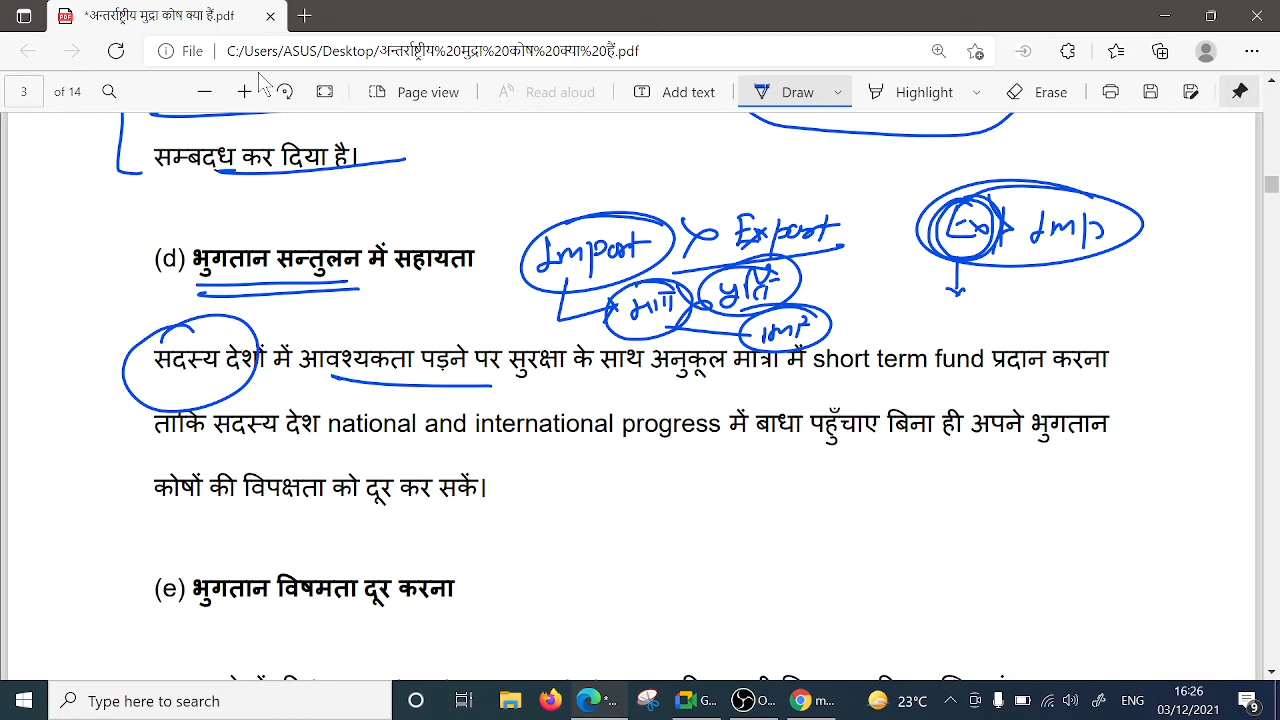 *अन्तर्राष्ट्रीय मुद्रा कोष क्या हैं.pdf
File C:/Users/ASUS/Desktop/अन्तर्राष्ट्रीय%20मुद्रा%20कोष%20क्या%20हैं.pdf
3 of 14 Page view Read aloud Add text Draw Highlight Erase
सम्बद्ध कर दिया है।
Import Export Imp
(d) भुगतान सन्तुलन में सहायता
सदस्य देशों में आवश्यकता पड़ने पर सुरक्षा के साथ अनुकूल मात्रा में short term fund प्रदान करना
ताकि सदस्य देश national and international progress में बाधा पहुँचाए बिना ही अपने भुगतान
कोषों की विपक्षता को दूर कर सकें।
(e) भुगतान विषमता दूर करना
Type here to search *... G... O... m... 23°C ENG 16:26
03/12/2021 9